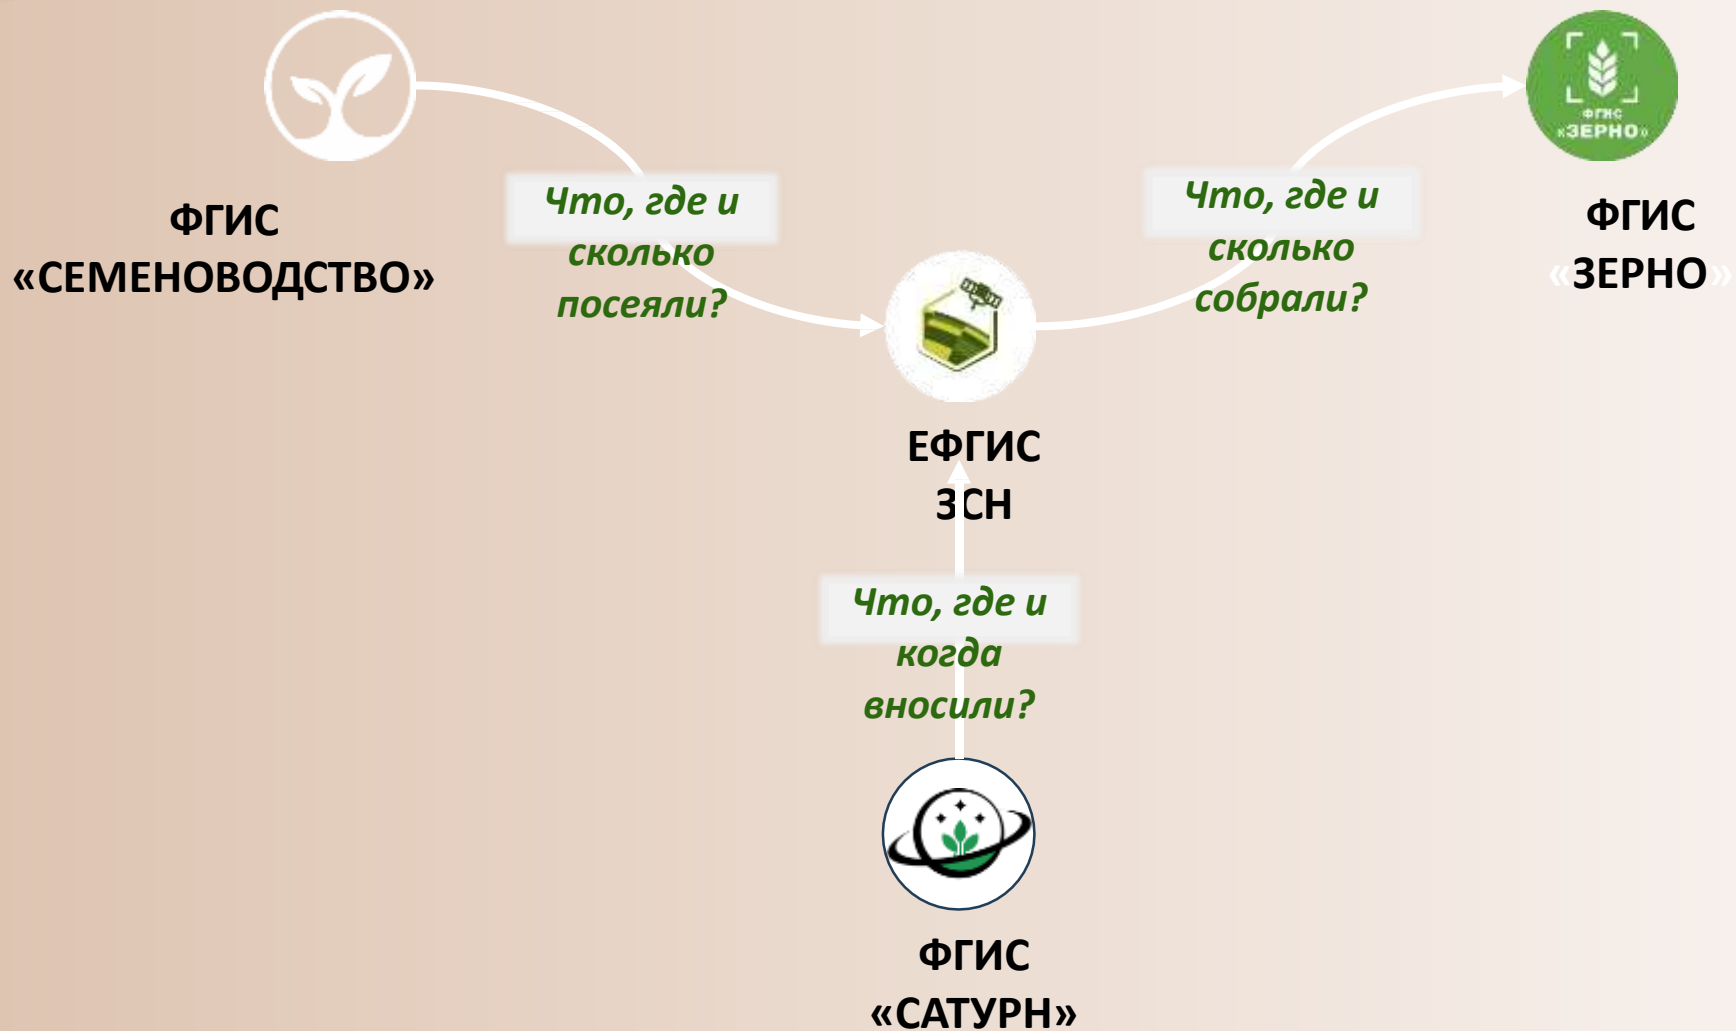 ФГИС
«ЗЕРНО»
ФГИС
«СЕМЕНОВОДСТВО»
Что, где и
сколько
посеяли?
Что, где и
сколько
собрали?
ФГИС
«ЗЕРНО»
ЕФГИС
ЗСН
Что, где и
когда
вносили?
ФГИС
«САТУРН»